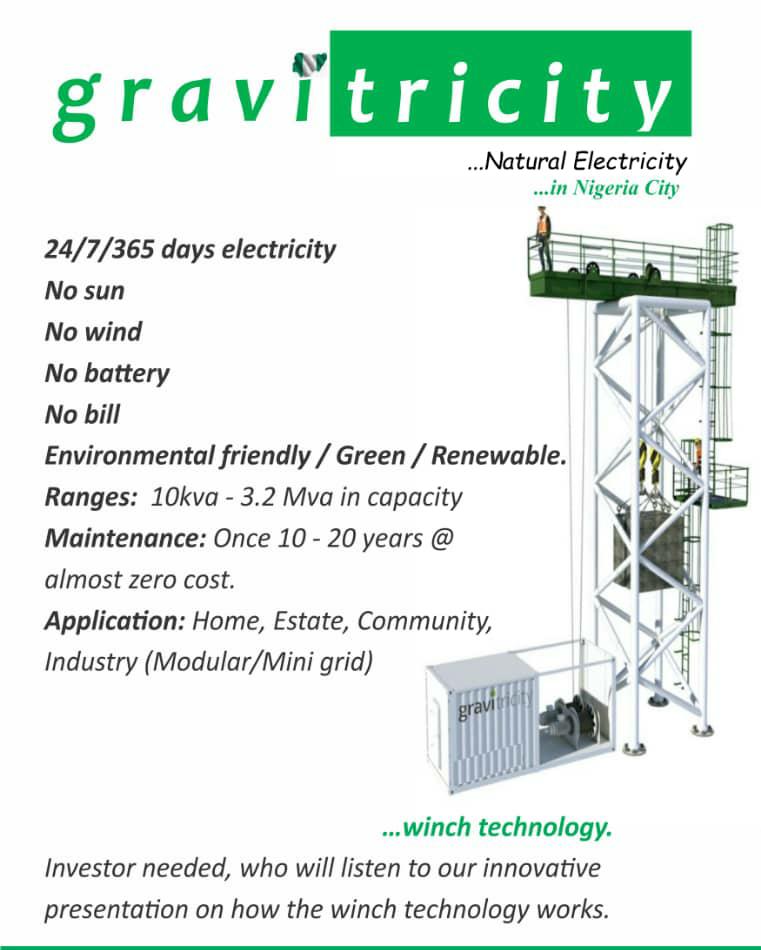 gravitricity
...Natural Electricity
...in Nigeria City
24/7/365 days electricity
No sun
No wind
No battery
No bill
Environmental friendly / Green / Renewable.
Ranges: 10kva - 3.2 Mva in capacity
Maintenance: Once 10 - 20 years @
almost zero cost.
Application: Home, Estate, Community,
Industry (Modular/Mini grid)
gravitricity
...winch technology.
Investor needed, who will listen to our innovative
presentation on how the winch technology works.